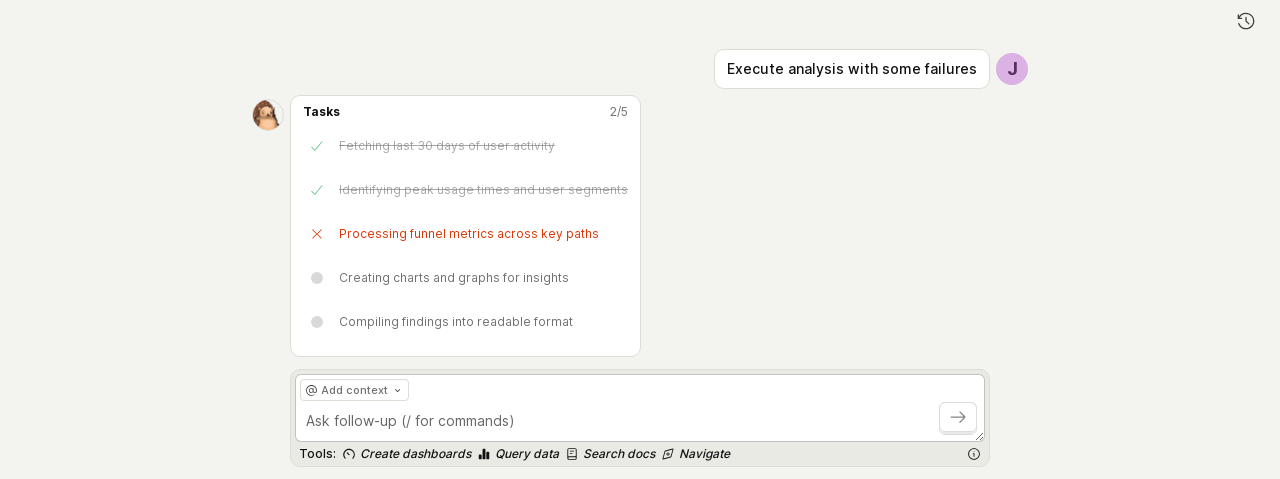 Execute analysis with some failures
J
Tasks 2/5
Fetching last 30 days of user activity
Identifying peak usage times and user segments
Processing funnel metrics across key paths
Creating charts and graphs for insights
Compiling findings into readable format
@ Add context
Ask follow-up (/ for commands)
Tools: Create dashboards Query data Search docs Navigate